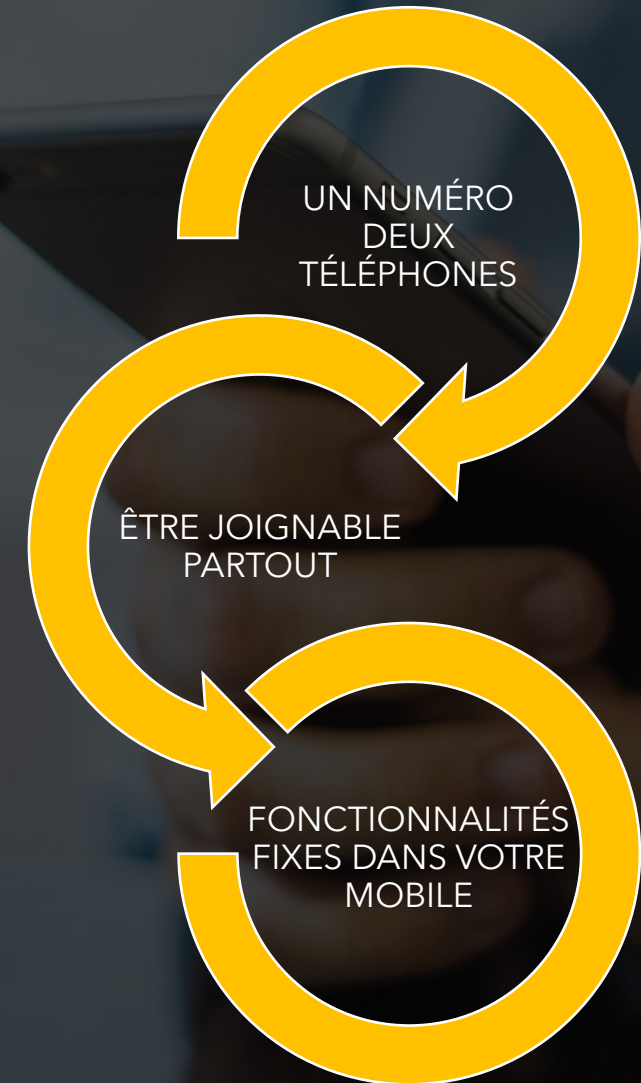 UN NUMÉRO
DEUX
TÉLÉPHONES
ÊTRE JOIGNABLE
PARTOUT
FONCTIONNALITÉS
FIXES DANS VOTRE
MOBILE